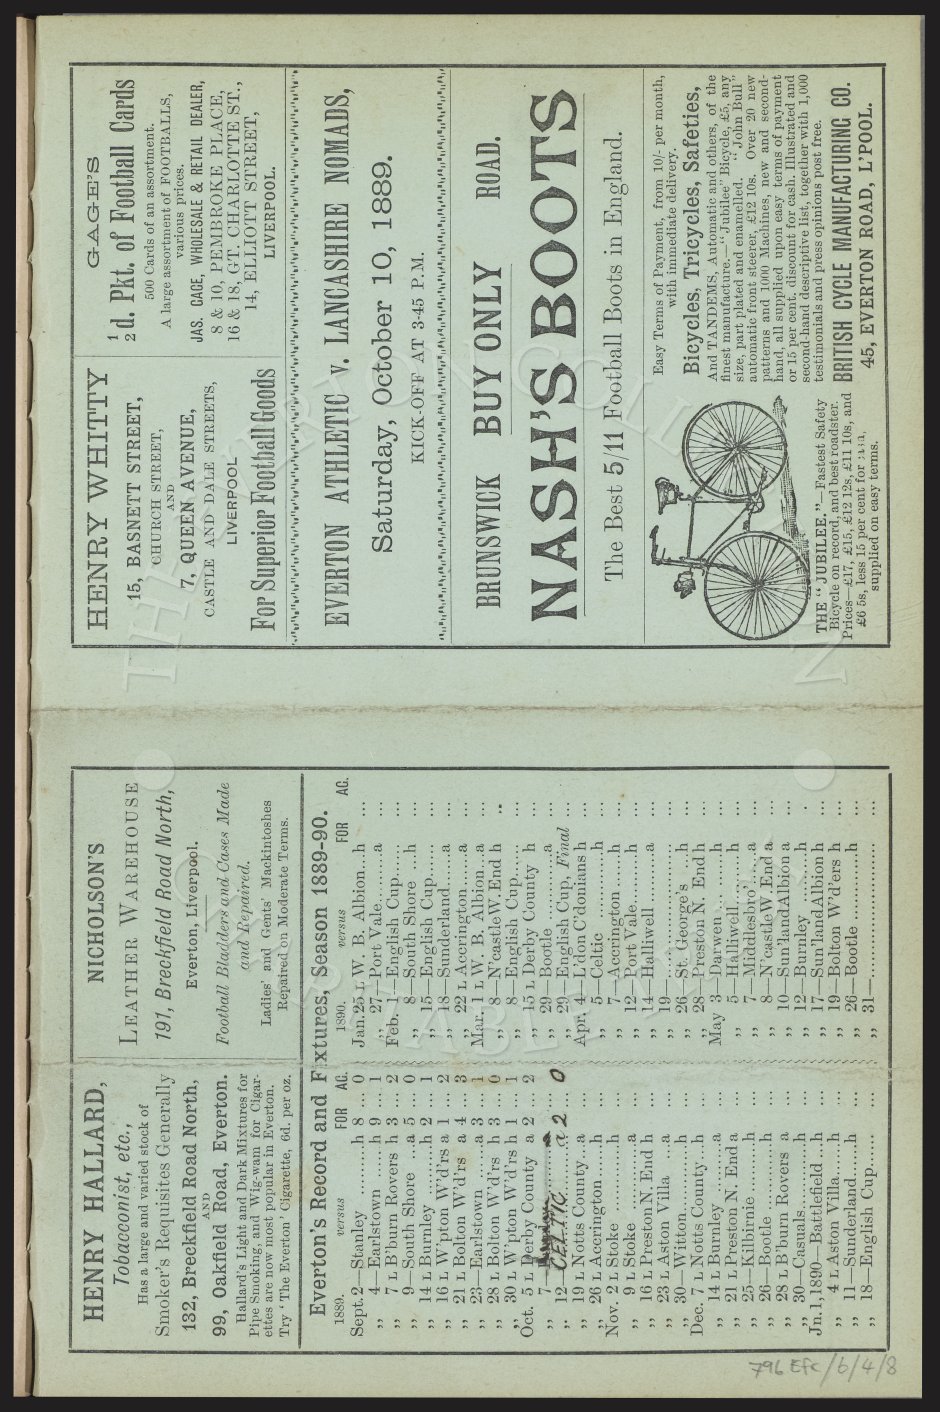 HENRY HALLARD,
Tobacconist, etc.,
Has a large and varied stock of
Smoker's Requisites Generally
132, Breckfield Road North,
AND
99, Oakfield Road, Everton.
Hallard's Light and Dark Mixtures for
Pipe Smoking, and Wig-wam for Cigar-
ettes are now most popular in Everton.
Try 'The Everton' Cigarette, 6d. per oz.
NICHOLSON'S
LEATHER WAREHOUSE
191, Breckfield Road North,
Everton, Liverpool.
Football Bladders and Cases Made
and Repaired.
Ladies' and Gents' Mackintoshes
Repaired on Moderate Terms.
Everton's Record and Fixtures, Season 1889-90.
1889. versus FOR AG.
Sept. 2—Stanley ..........h 8 ... 0
,, 4—Earlstown ........h 9 ... 1
,, 7 L B'burn Rovers h 3 ... 2
,, 9—South Shore ...a 5 ... 0
,, 14 L Burnley .........h 2 ... 1
,, 16 L W'pton W'd'rs a 1 ... 2
,, 21 L Bolton W'd'rs a 4 ... 3
,, 23—Earlstown ......a 3 ... 1
,, 28 L Bolton W'd'rs h 3 ... 0
,, 30 L W'pton W'd'rs h 1 ... 1
Oct. 5 L Derby County a 2 ... 2
,, 7—
,, 12—CELTIC a 2 ... 0
,, 19 L Notts County...a ...
,, 26 L Accrington......h ...
Nov. 2 L Stoke ............h ...
,, 9 L Stoke ............a ...
,, 16 L Preston N. End h ...
,, 23 L Aston Villa ...a ...
,, 30—Witton............h ...
Dec. 7 L Notts County...h ...
,, 14 L Burnley .........a ...
,, 21 L Preston N. End a ...
,, 25—Kilbirnie .........h ...
,, 26—Bootle ............h ...
,, 28 L B'burn Rovers a ...
,, 30—Casuals............h ...
Jn. 1, 1890—Battlefield ...h ...
,, 4 L Aston Villa......h ...
,, 11—Sunderland......h ...
,, 18—English Cup...... ...
1890. versus FOR AG.
Jan. 25 L W. B. Albion...h ...
,, 27—Port Vale.........a ...
Feb. 1—English Cup...... ...
,, 8—South Shore ...h ...
,, 15—English Cup...... ...
,, 18—Sunderland......a ...
,, 22 L Accrington ......a ...
Mar. 1 L W. B. Albion...a ...
,, 8—N'castle W. End h ...
,, 8—English Cup...... ...
,, 15 L Derby County h ...
,, 29 Bootle ............a ...
,, 29—English Cup, Final ...
Apr. 4—L'don C'donians h ...
,, 5—Celtic ............h ...
,, 7—Accrington ......h ...
,, 12—Port Vale.........h ...
,, 14—Halliwell .........a ...
,, 19—..................... ...
,, 26 St. George's h ...
,, 28—Preston N. End h ...
May 3—Darwen .........h ...
,, 5—Halliwell.........h ...
,, 7—Middlesbro'......a ...
,, 8—N'castle W. End a. ...
,, 10—Sun'land Albion a ...
,, 12—Burnley .........h .
,, 17—Sun'land Albion h ...
,, 19—Bolton W'd'ers h ...
,, 26—Bootle ............h ...
,, 31—..................... ...
HENRY WHITTY
15, BASNETT STREET,
CHURCH STREET,
AND
7, QUEEN AVENUE,
CASTLE AND DALE STREETS,
LIVERPOOL
For Superior Football Goods
GAGE'S
1/2 d. Pkt. of Football Cards
500 Cards of an assortment.
A large assortment of FOOTBALLS,
various prices.
JAS. GAGE, WHOLESALE & RETAIL DEALER,
8 & 10, PEMBROKE PLACE,
16 & 18, GT. CHARLOTTE ST.,
14, ELLIOTT STREET,
LIVERPOOL.
EVERTON ATHLETIC v. LANCASHIRE NOMADS,
Saturday, October 10, 1889.
KICK-OFF AT 3-45 P.M.
BRUNSWICK BUY ONLY ROAD.
NASH'S BOOTS
The Best 5/11 Football Boots in England.
THE "JUBILEE."—Fastest Safety
Bicycle on record, and best roadster.
Prices—£17, £15, £12 12s, £11 10s, and
£6 5s, less 15 per cent for
supplied on easy terms.
Easy Terms of Payment, from 10/- per month,
with immediate delivery.
Bicycles, Tricycles, Safeties,
And TANDEMS, Automatic and others, of the
finest manufacture.—"Jubilee" Bicycle, £5, any
size, part plated and enamelled. "John Bull"
automatic front steerer, £12 10s. Over 20 new
patterns and 1000 Machines, new and second-
hand, all supplied upon easy terms of payment
or 15 per cent. discount for cash. Illustrated and
second-hand descriptive list, together with 1,000
testimonials and press opinions post free.
BRITISH CYCLE MANUFACTURING CO.
45, EVERTON ROAD, L'POOL.
796 EFC/6/4/8